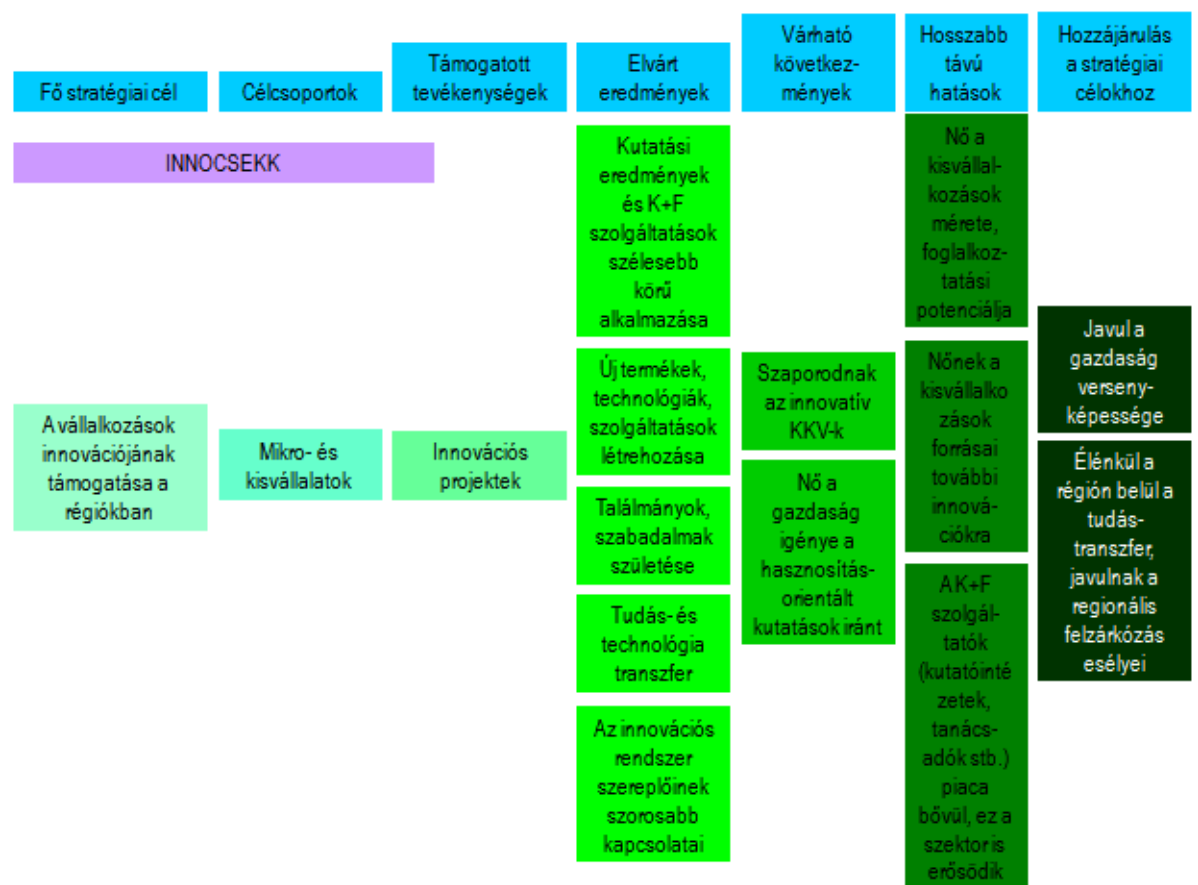 Fő stratégiai cél
Célcsoportok
Támogatott
tevékenységek
Elvárt
eredmények
Várható
következ-
mények
Hosszabb
távú
hatások
Hozzájárulás
a stratégiai
célokhoz
INNOCSEKK
A vállalkozások
innovációjának
támogatása a
régiókban
Mikro- és
kisvállalatok
Innovációs
projektek
Kutatási
eredmények
és K+F
szolgáltatások
szélesebb
körű
alkalmazása
Új termékek,
technológiák,
szolgáltatások
létrehozása
Találmányok,
szabadalmak
születése
Tudás- és
technológia
transzfer
Az innovációs
rendszer
szereplőinek
szorosabb
kapcsolatai
Szaporodnak
az innovatív
KKV-k
Nő a
gazdaság
igénye a
hasznosítás-
orientált
kutatások iránt
Nő a
kisvállal-
kozások
mérete,
foglalkoz-
tatási
potenciálja
Nőnek a
kisvállalko
zások
forrásai
további
innová-
ciókra
A K+F
szolgál-
tatók
(kutatóinté
zetek,
tanács-
adók stb.)
piaca
bővül, ez a
szektor is
erősödik
Javul a
gazdaság
verseny-
képessége
Élénkül a
régión belül a
tudás-
transzfer,
javulnak a
regionális
felzárkózás
esélyei